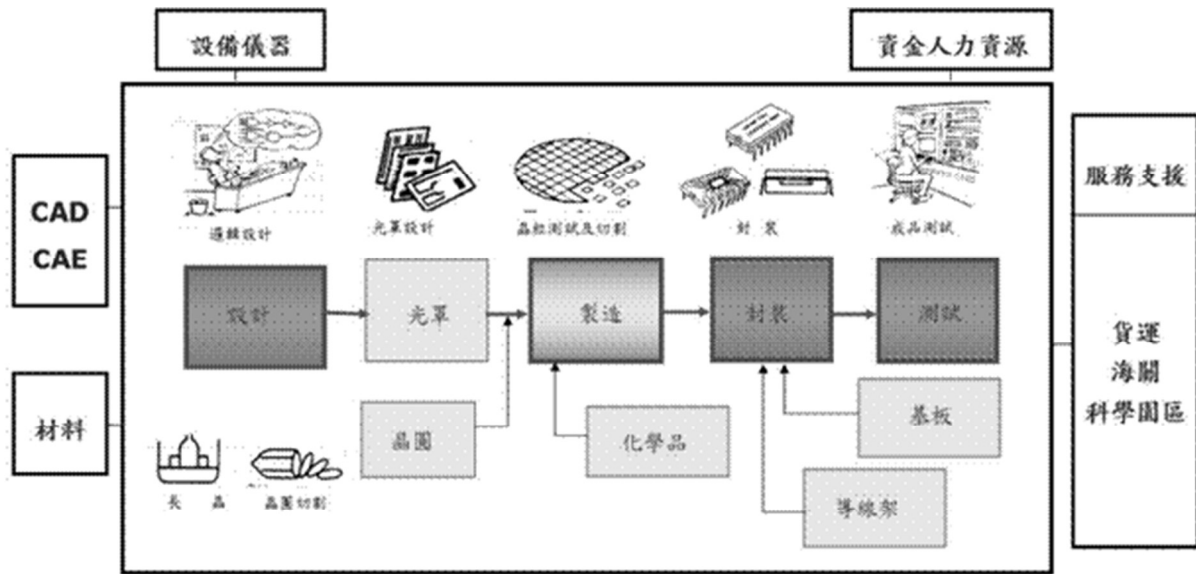 設備儀器
資金人力資源
CAD
CAE
材料
服務支援
貨運
海關
科學園區
邏輯設計
光罩設計
晶粒測試及切割
封 裝
成品測試
設計
光罩
製造
封裝
測試
晶圓
化學品
基板
導線架
長 晶
晶圓切割